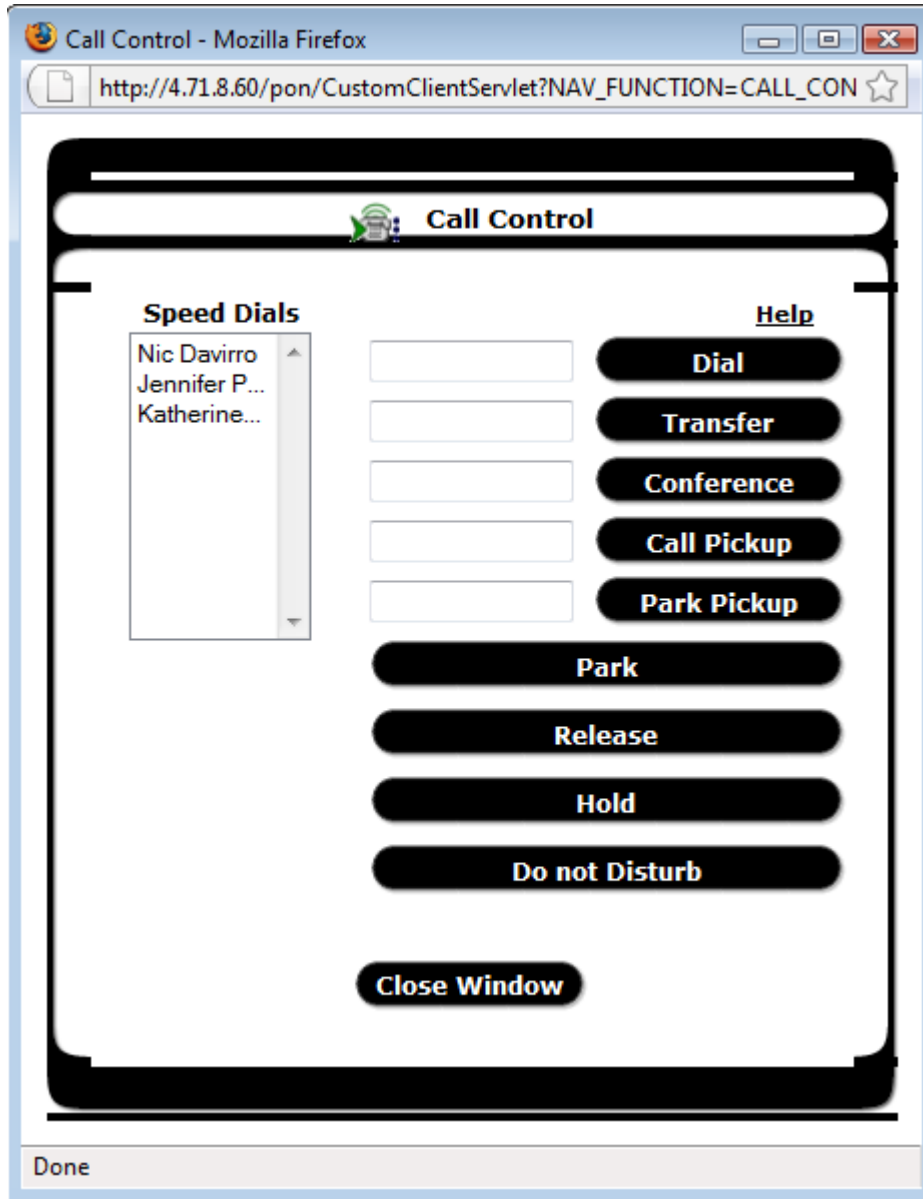 Call Control - Mozilla Firefox
http://4.71.8.60/pon/CustomClientServlet?NAV_FUNCTION=CALL_CON
Call Control
Speed Dials
Help
Nic Davirro
Jennifer P...
Katherine...
Dial
Transfer
Conference
Call Pickup
Park Pickup
Park
Release
Hold
Do not Disturb
Close Window
Done